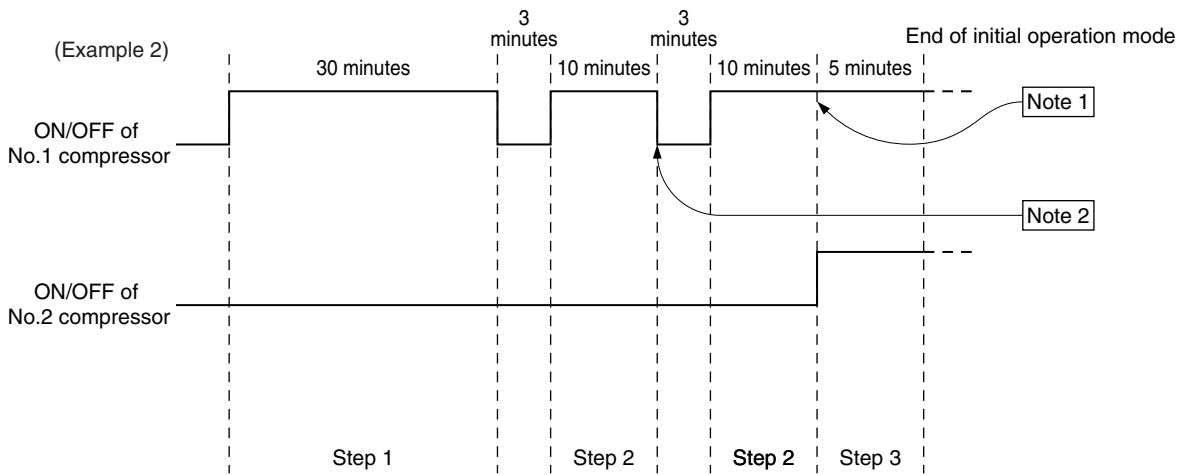 (Example 2)
3
minutes
3
minutes
End of initial operation mode
30 minutes
10 minutes
10 minutes
5 minutes
Note 1
ON/OFF of
No.1 compressor
Note 2
ON/OFF of
No.2 compressor
Step 1
Step 2
Step 2
Step 3